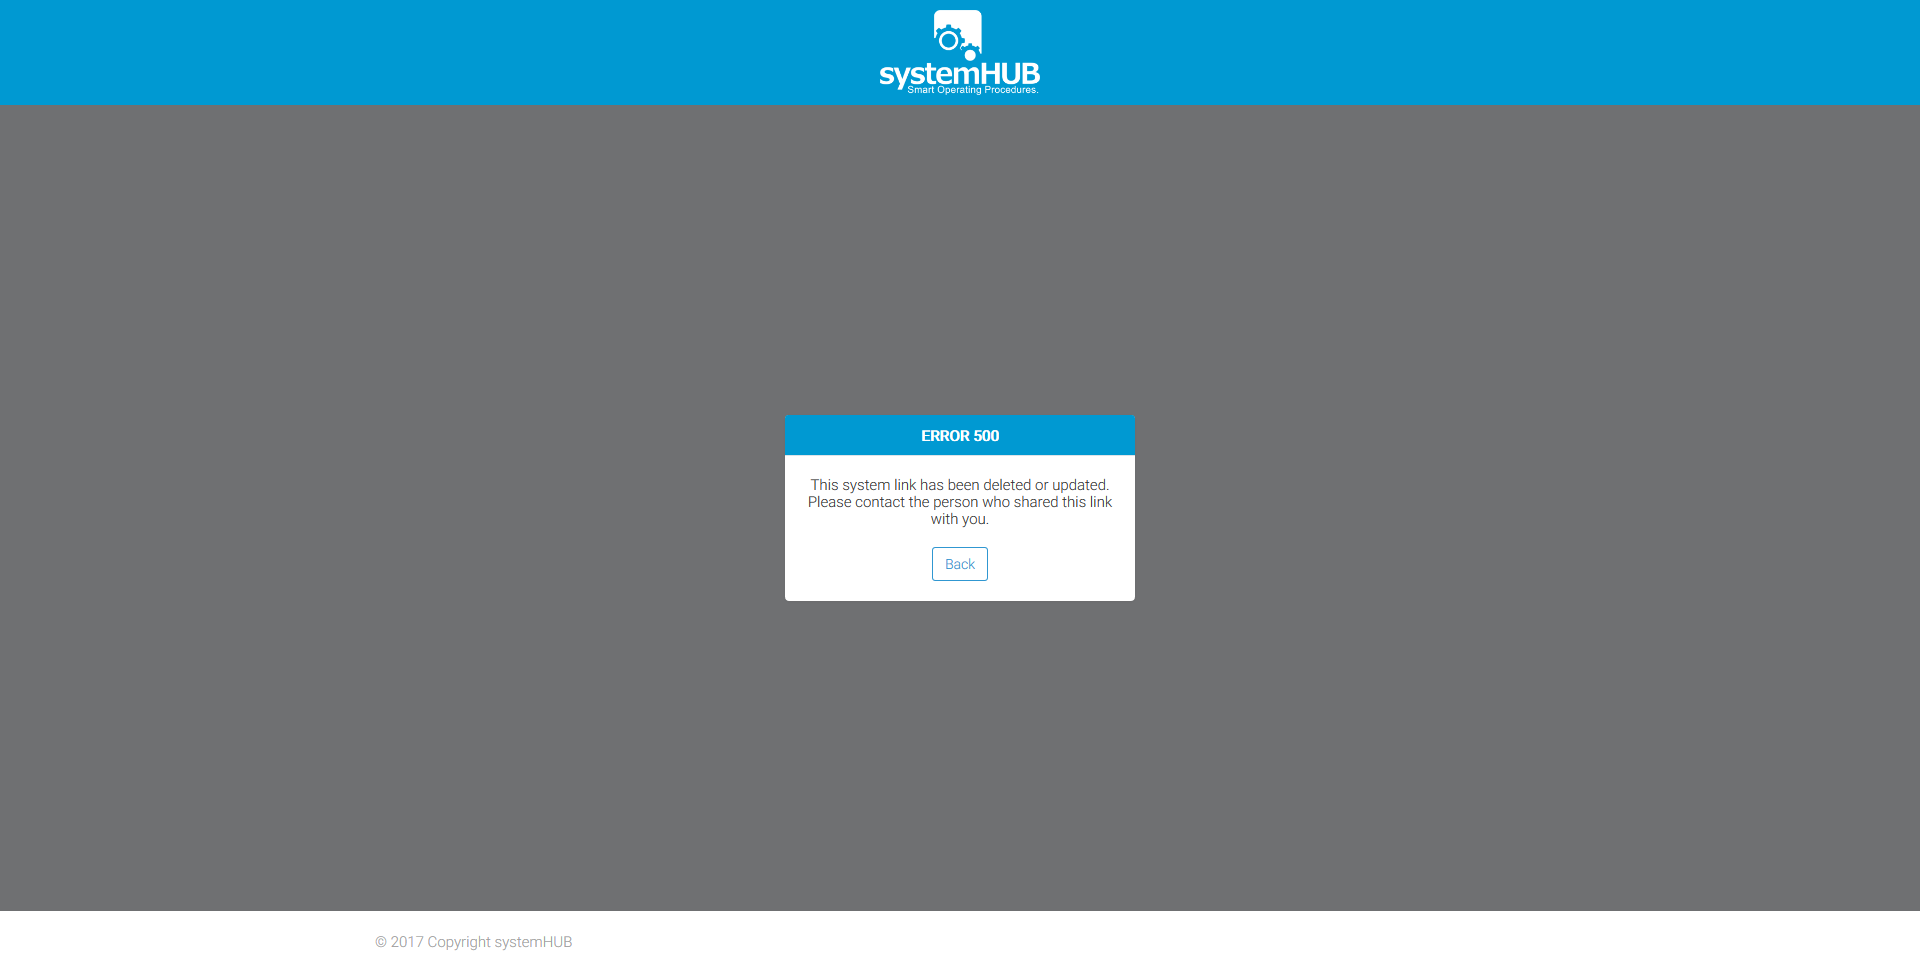 systemHUB
Smart Operating Procedures.
ERROR 500
This system link has been deleted or updated.
Please contact the person who shared this link
with you.
Back
© 2017 Copyright systemHUB